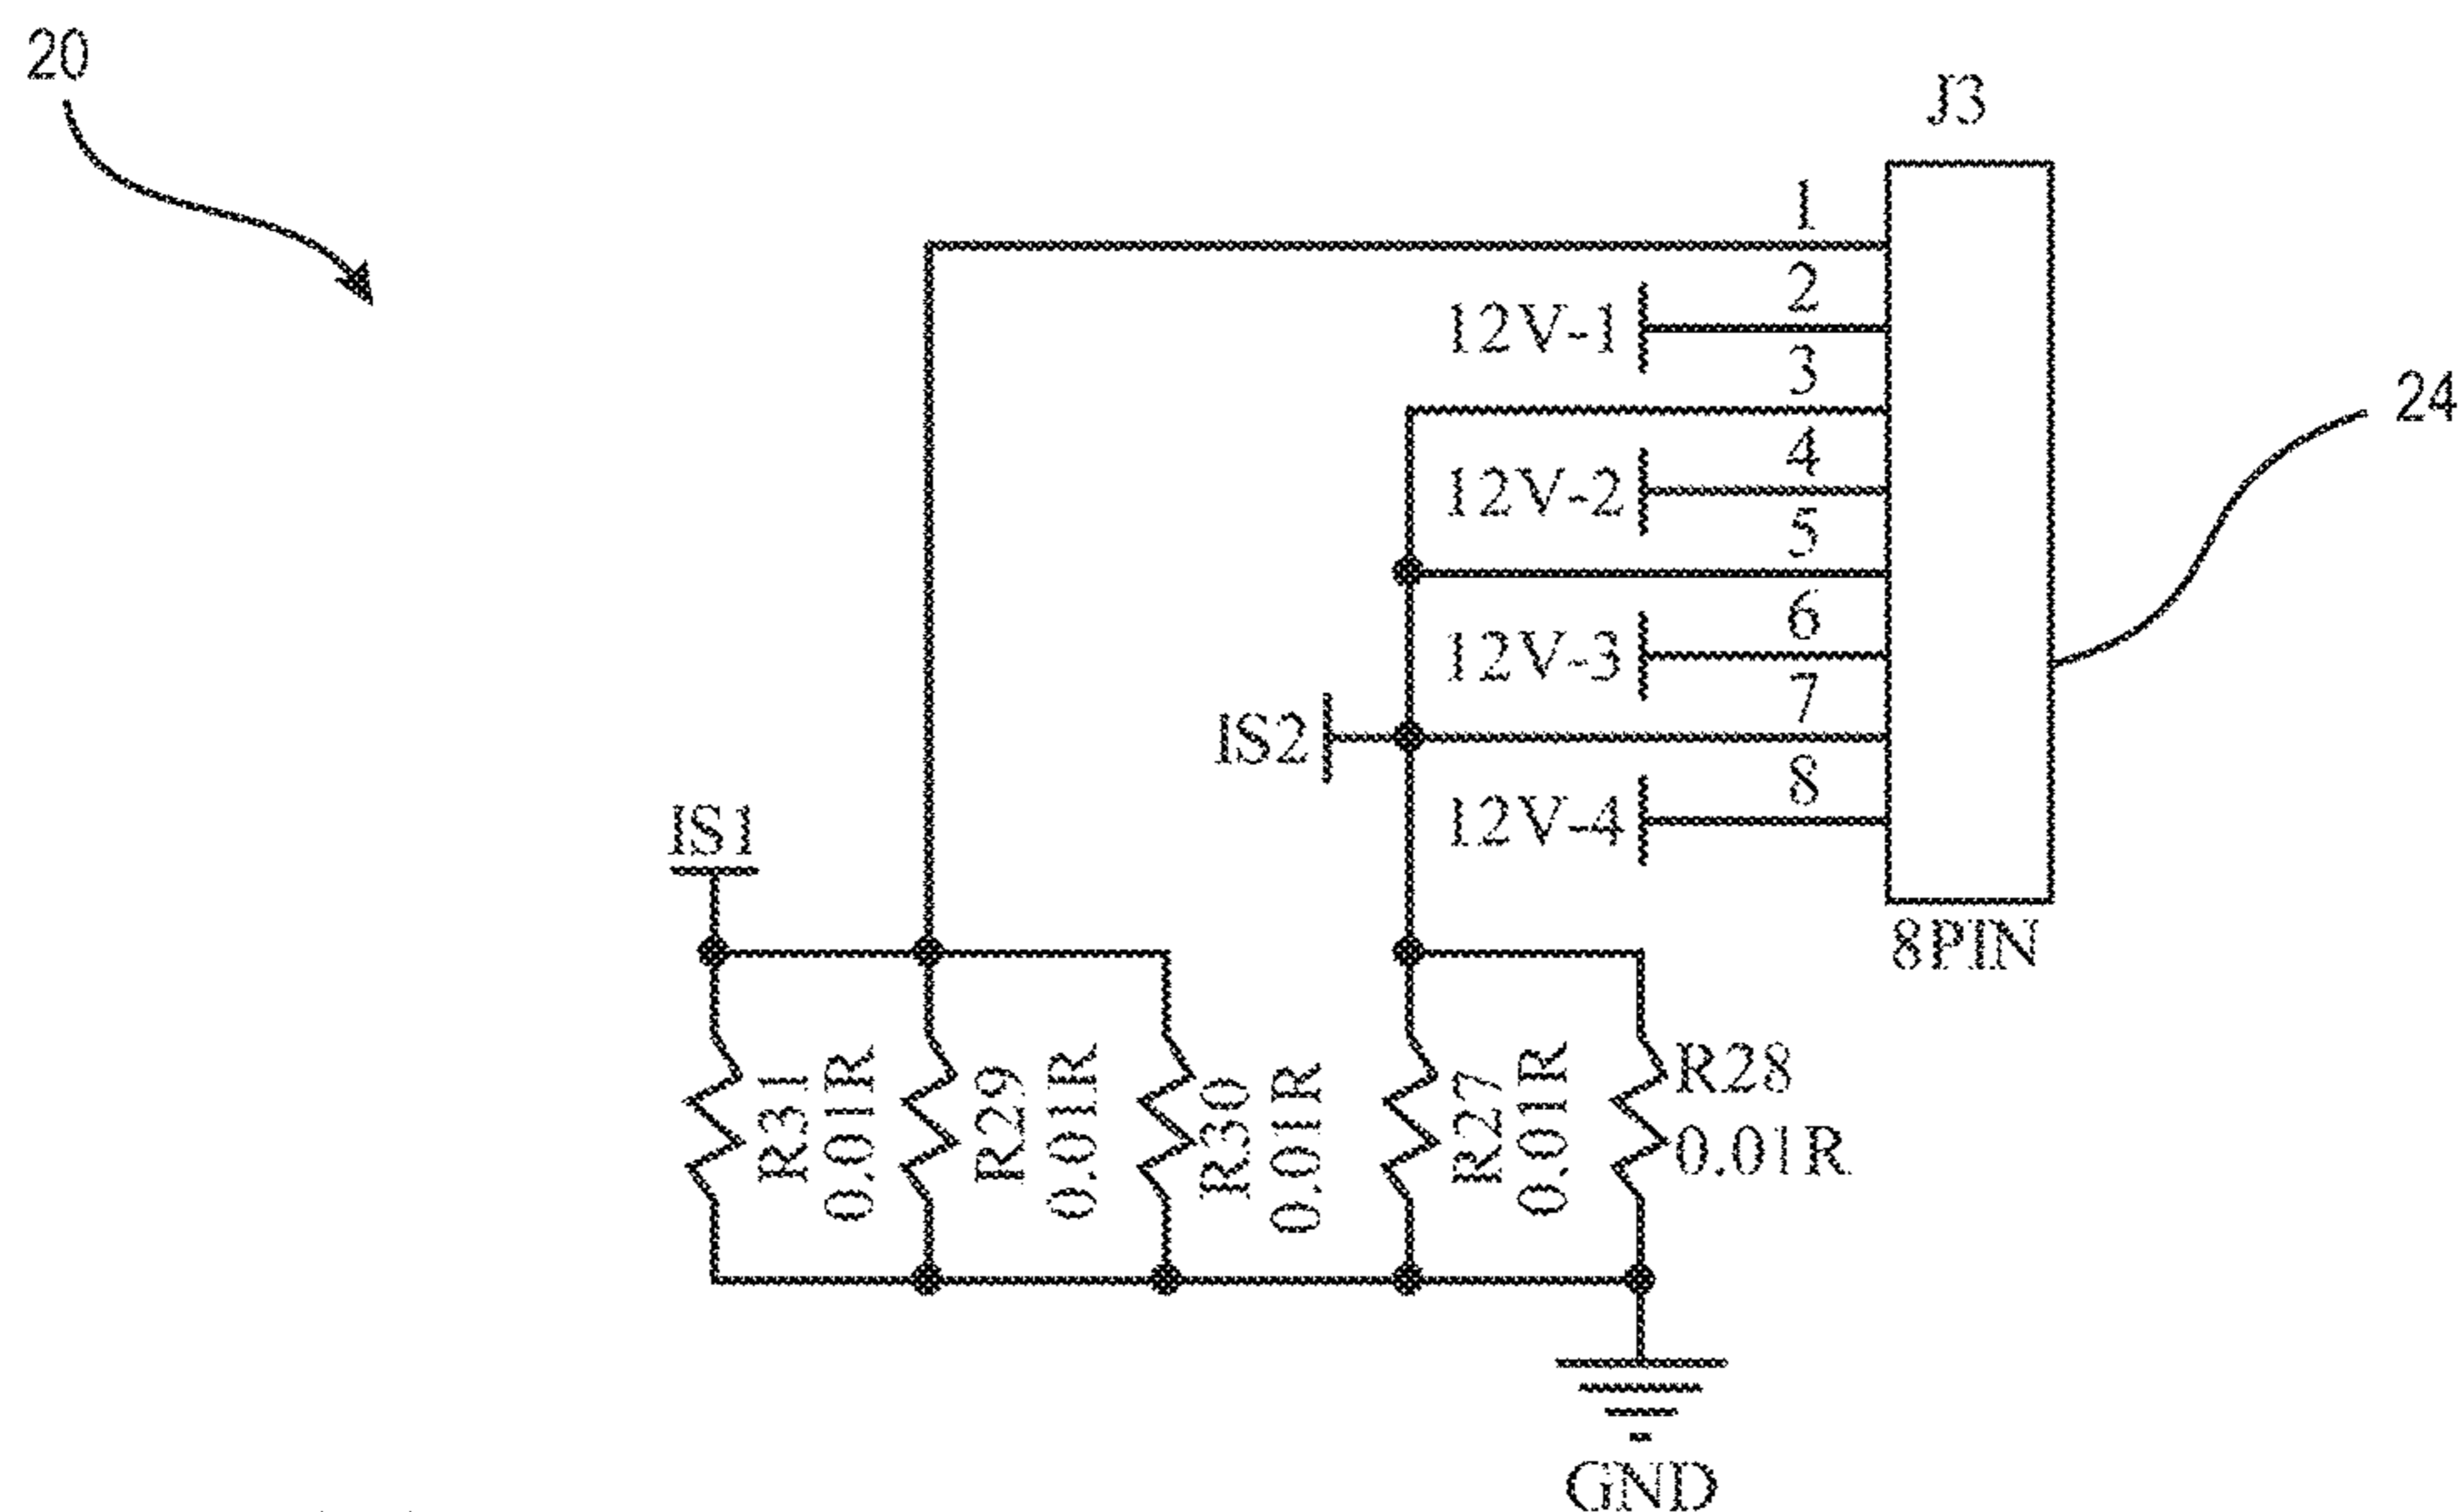 20
J3
1
2
12V-1
3
24
4
12V-2
5
6
12V-3
7
IS2
8
12V-4
IS1
8PIN
R31
0.01R
R29
0.01R
R30
0.01R
R27
0.01R
R28
0.01R
GND